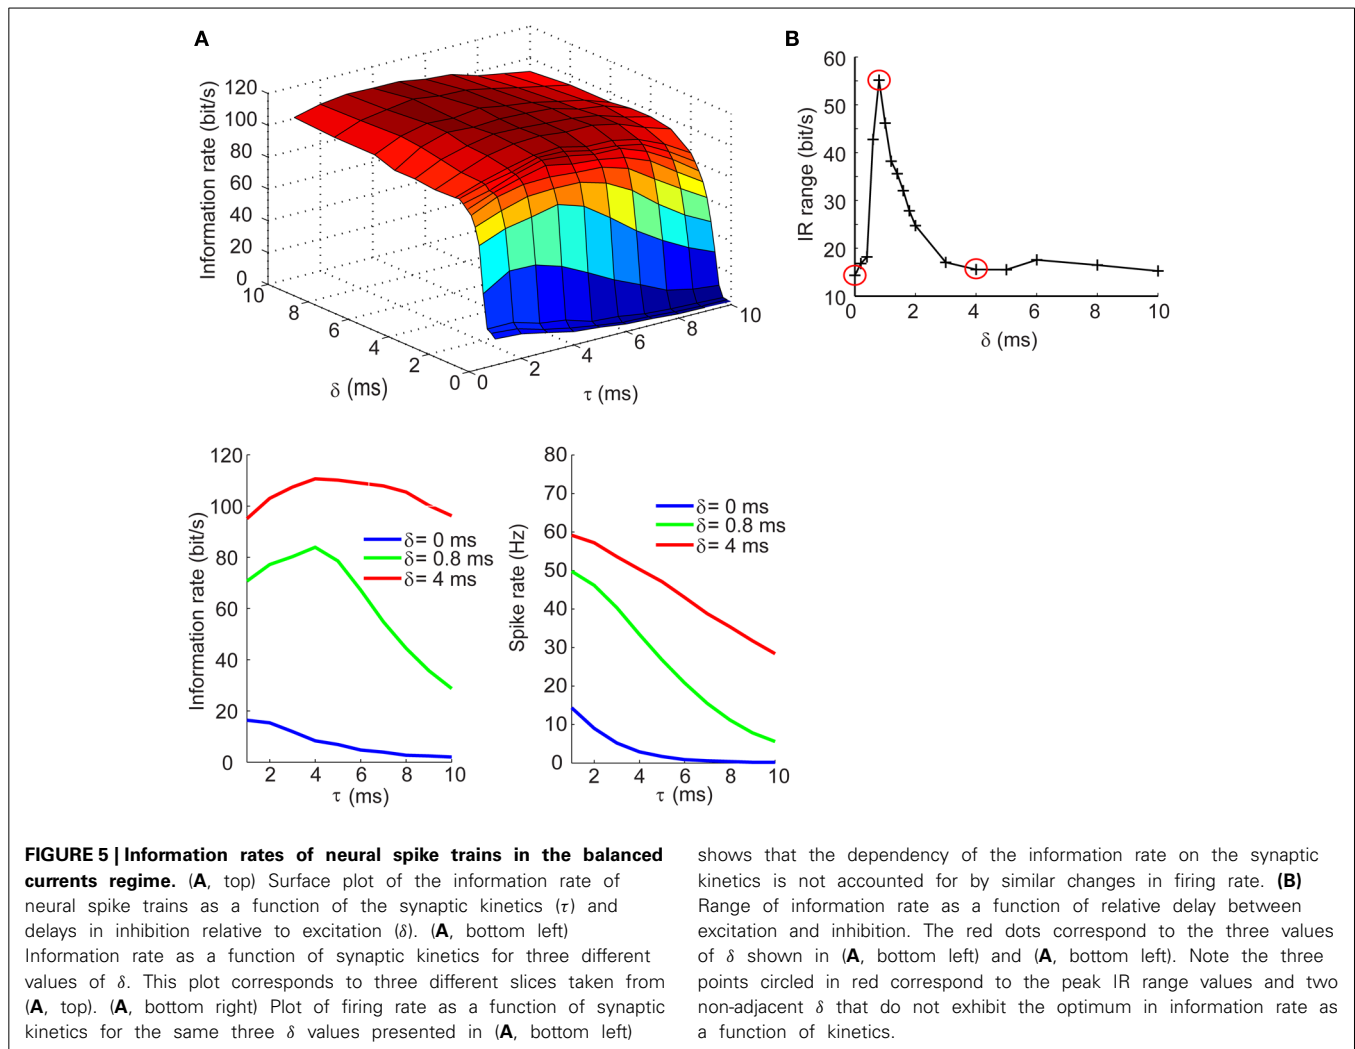 A
Information rate (bit/s)
120
100
80
60
40
20
0
10
8
6
4
2
0
δ (ms)
0
2
4
6
8
10
τ (ms)
B
IR range (bit/s)
60
50
40
30
20
10
0
2
4
6
8
10
δ (ms)
Information rate (bit/s)
120
100
80
60
40
20
0
2
4
6
8
10
τ (ms)
δ= 0 ms
δ= 0.8 ms
δ= 4 ms
Spike rate (Hz)
80
70
60
50
40
30
20
10
0
2
4
6
8
10
τ (ms)
δ= 0 ms
δ= 0.8 ms
δ= 4 ms
FIGURE 5 | Information rates of neural spike trains in the balanced
currents regime. (A, top) Surface plot of the information rate of
neural spike trains as a function of the synaptic kinetics (τ) and
delays in inhibition relative to excitation (δ). (A, bottom left)
Information rate as a function of synaptic kinetics for three different
values of δ. This plot corresponds to three different slices taken from
(A, top). (A, bottom right) Plot of firing rate as a function of synaptic
kinetics for the same three δ values presented in (A, bottom left)
shows that the dependency of the information rate on the synaptic
kinetics is not accounted for by similar changes in firing rate. (B)
Range of information rate as a function of relative delay between
excitation and inhibition. The red dots correspond to the three values
of δ shown in (A, bottom left) and (A, bottom left). Note the three
points circled in red correspond to the peak IR range values and two
non-adjacent δ that do not exhibit the optimum in information rate as
a function of kinetics.